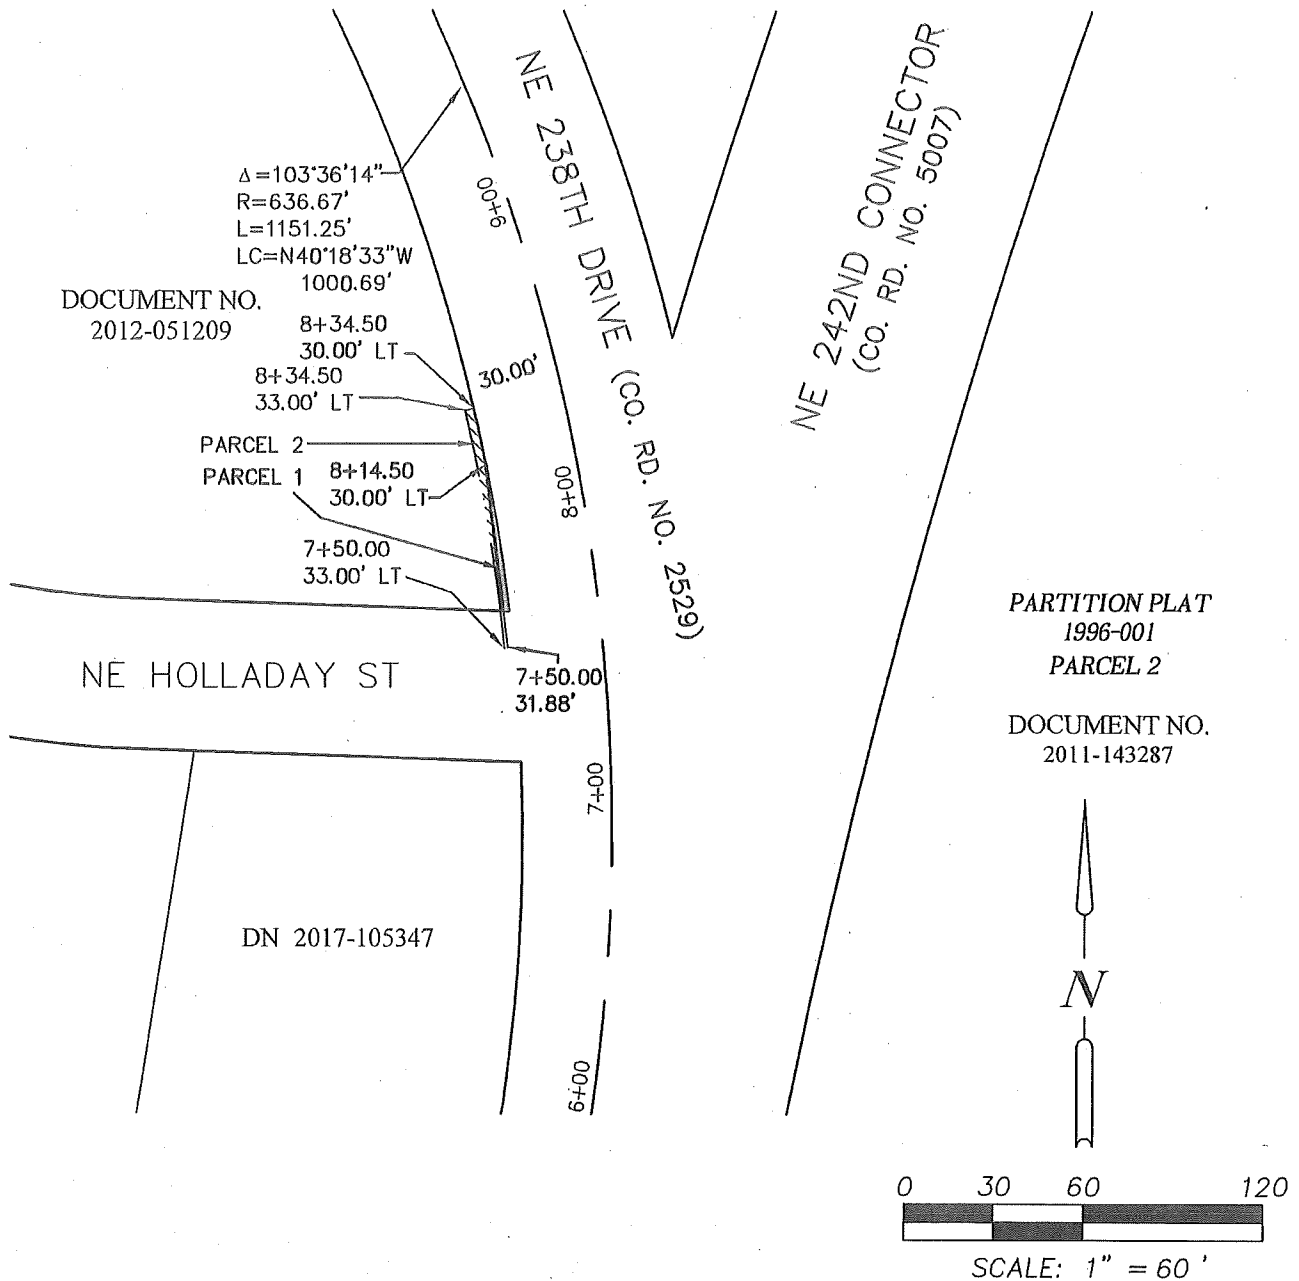 NE 238TH DRIVE (CO. RD. NO. 2529)
NE 242ND CONNECTOR
(CO. RD. NO. 5007)
Δ=103°36'14"
R=636.67'
L=1151.25'
LC=N40°18'33"W
1000.69'
9+00
DOCUMENT NO.
2012-051209
8+34.50
30.00' LT
30.00'
8+34.50
33.00' LT
PARCEL 2
PARCEL 1
8+14.50
30.00' LT
8+00
7+50.00
33.00' LT
NE HOLLADAY ST
7+50.00
31.88'
PARTITION PLAT
1996-001
PARCEL 2
DOCUMENT NO.
2011-143287
7+00
DN 2017-105347
N
6+00
0 30 60 120
SCALE: 1" = 60 '